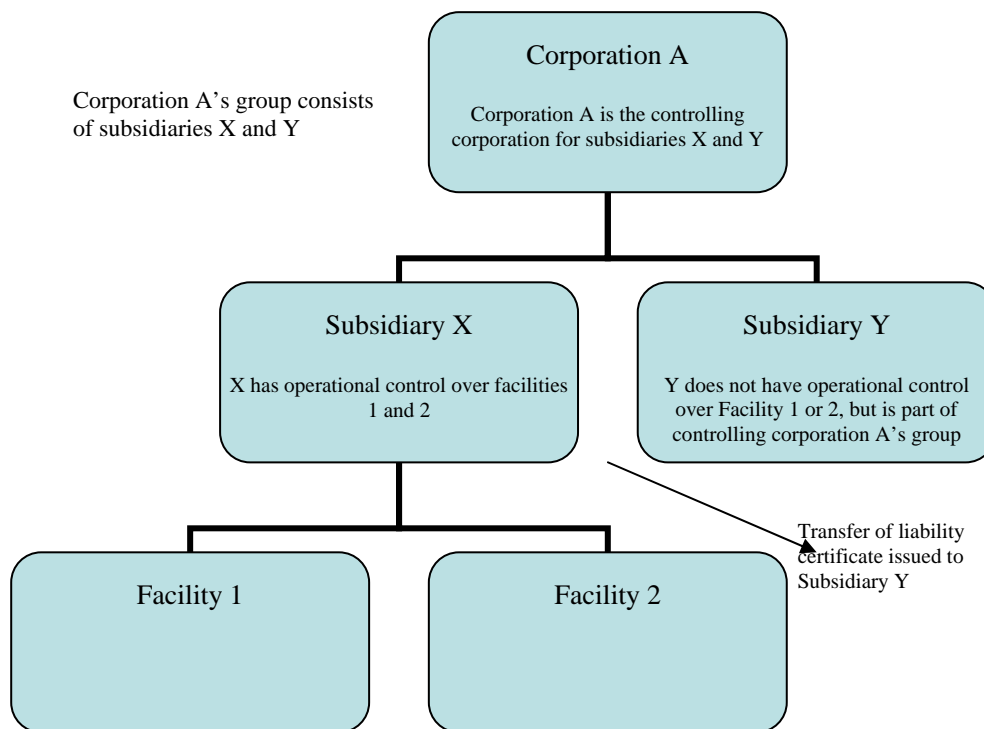 Corporation A
Corporation A’s group consists
of subsidiaries X and Y
Corporation A is the controlling
corporation for subsidiaries X and Y
Subsidiary X
X has operational control over facilities
1 and 2
Subsidiary Y
Y does not have operational control
over Facility 1 or 2, but is part of
controlling corporation A’s group
Transfer of liability
certificate issued to
Subsidiary Y
Facility 1
Facility 2